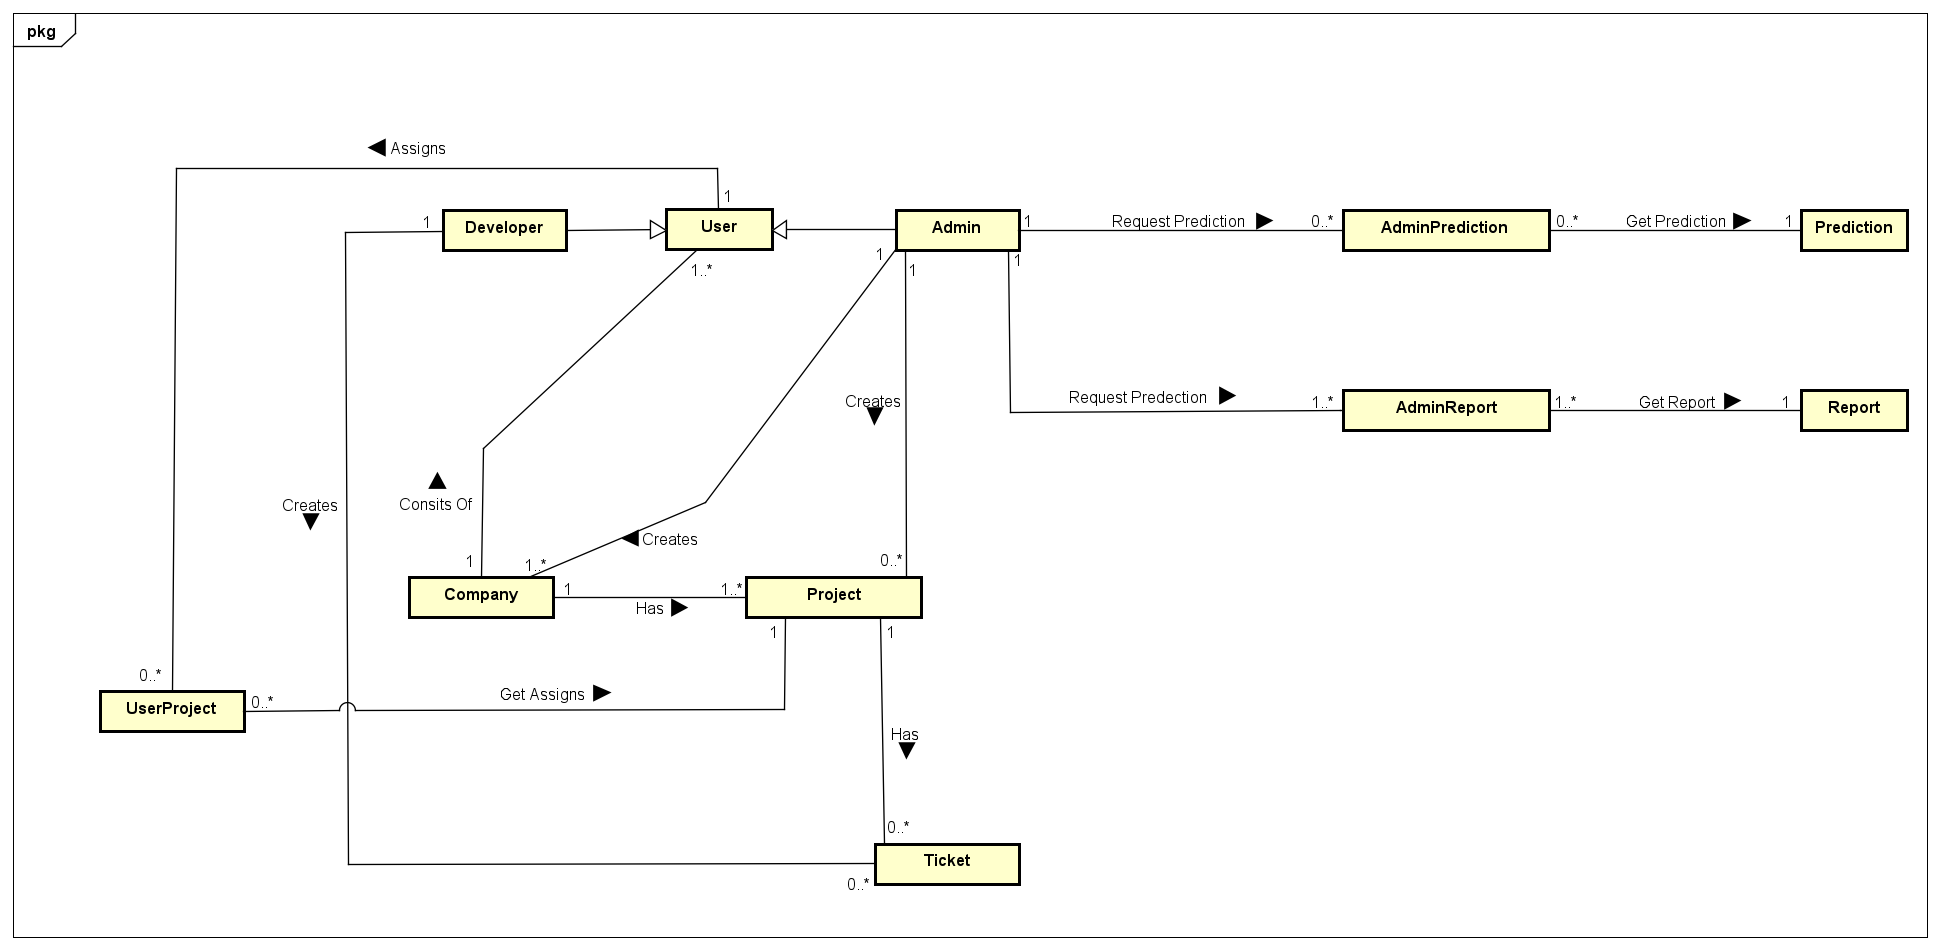 pkg
Assigns
1
1
Developer
User
Admin
1
Request Prediction
0..*
AdminPrediction
0..*
Get Prediction
1
Prediction
1..*
1
1
1
Creates
Request Predection
1..*
AdminReport
1..*
Get Report
1
Report
Creates
Consits Of
Creates
1
1..*
0..*
Company
1
Has
1..*
Project
1
1
0..*
UserProject
0..*
Get Assigns
Has
0..*
Ticket
0..*